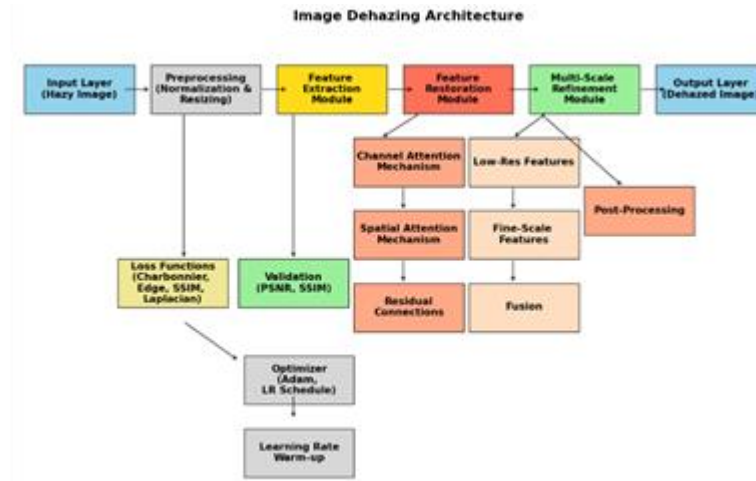 Image Dehazing Architecture
Input Layer
(Hazy Image)
Preprocessing
(Normalization &
Resizing)
Feature
Extraction
Module
Feature
Restoration
Module
Multi-Scale
Refinement
Module
Output Layer
(Dehazed Image)
Channel Attention
Mechanism
Low-Res Features
Post-Processing
Spatial Attention
Mechanism
Fine-Scale
Features
Loss Functions
(Charbonnier,
Edge, SSIM,
Laplacian)
Validation
(PSNR, SSIM)
Residual
Connections
Fusion
Optimizer
(Adam,
LR Schedule)
Learning Rate
Warm-up